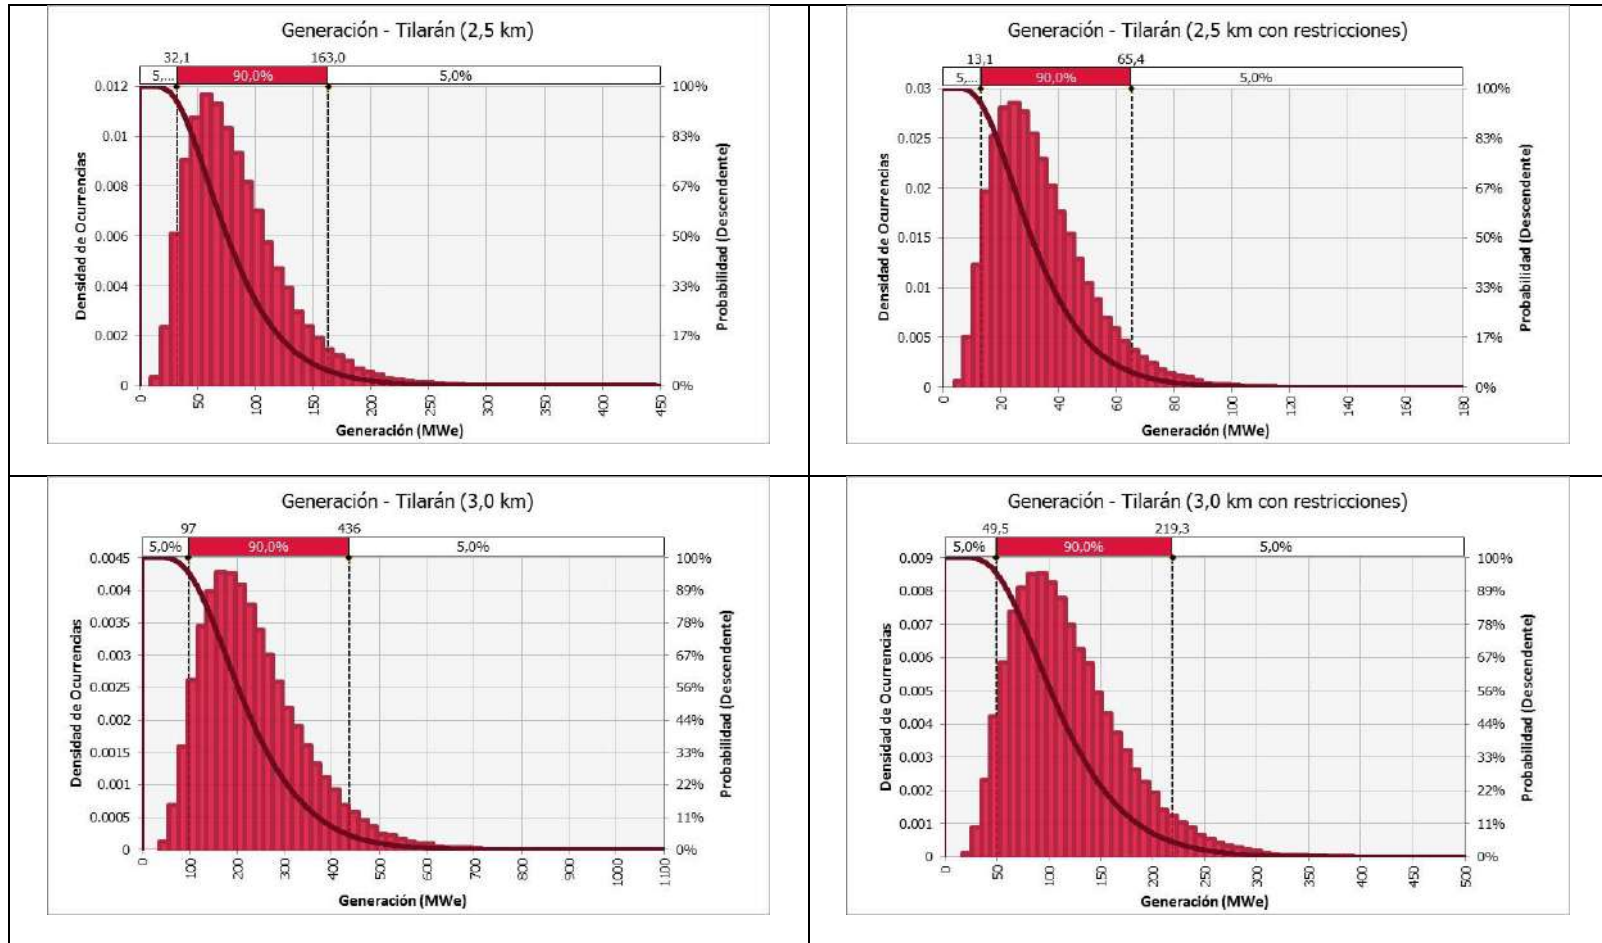 Generación - Tilarán (2,5 km)
32,1 163,0
5,... 90,0% 5,0%
0.012 100%
0.01 83%
0.008 67%
0.006 50%
0.004 33%
0.002 17%
0 0%
Densidad de Ocurrencias
Probabilidad (Descendente)
0 50 100 150 200 250 300 350 400 450
Generación (MWe)
Generación - Tilarán (2,5 km con restricciones)
13,1 65,4
5,... 90,0% 5,0%
0.03 100%
0.025 83%
0.02 67%
0.015 50%
0.01 33%
0.005 17%
0 0%
Densidad de Ocurrencias
Probabilidad (Descendente)
0 20 40 60 80 100 120 140 160 180
Generación (MWe)
Generación - Tilarán (3,0 km)
97 436
5,0% 90,0% 5,0%
0.0045 100%
0.004 89%
0.0035 78%
0.003 67%
0.0025 56%
0.002 44%
0.0015 33%
0.001 22%
0.0005 11%
0 0%
Densidad de Ocurrencias
Probabilidad (Descendente)
0 100 200 300 400 500 600 700 800 900 1000 1100
Generación (MWe)
Generación - Tilarán (3,0 km con restricciones)
49,5 219,3
5,0% 90,0% 5,0%
0.009 100%
0.008 89%
0.007 78%
0.006 67%
0.005 56%
0.004 44%
0.003 33%
0.002 22%
0.001 11%
0 0%
Densidad de Ocurrencias
Probabilidad (Descendente)
0 50 100 150 200 250 300 350 400 450 500
Generación (MWe)